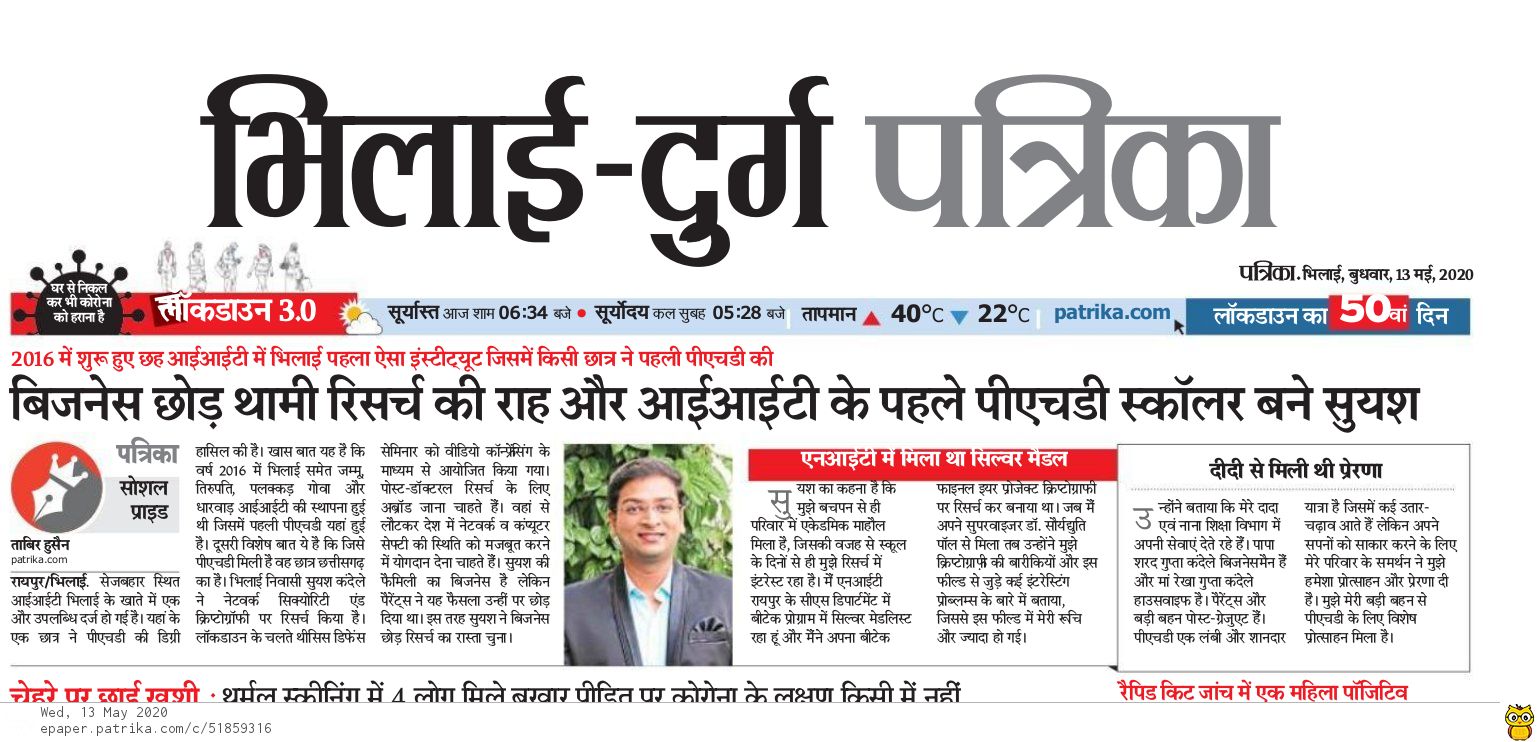 भिलाई-दुर्ग पत्रिका
पत्रिका. भिलाई, बुधवार, 13 मई, 2020
घर से निकल
कर भी कोरोना
को हराना है
लॉकडाउन 3.0
सूर्यास्त आज शाम 06:34 बजे ● सूर्योदय कल सुबह 05:28 बजे
तापमान ▲ 40°C ▼ 22°C
patrika.com
लॉकडाउन का 50वां दिन
2016 में शुरू हुए छह आईआईटी में भिलाई पहला ऐसा इंस्टीट्यूट जिसमें किसी छात्र ने पहली पीएचडी की
बिजनेस छोड़ थामी रिसर्च की राह और आईआईटी के पहले पीएचडी स्कॉलर बने सुयश
पत्रिका
सोशल
प्राइड
ताबिर हुसैन
patrika.com
रायपुर/भिलाई. सेजबहार स्थित
आईआईटी भिलाई के खाते में एक
और उपलब्धि दर्ज हो गई है। यहां के
एक छात्र ने पीएचडी की डिग्री
हासिल की है। खास बात यह है कि
वर्ष 2016 में भिलाई समेत जम्मू,
तिरुपति, पलक्कड़ गोवा और
धारवाड़ आईआईटी की स्थापना हुई
थी जिसमें पहली पीएचडी यहां हुई
है। दूसरी विशेष बात ये है कि जिसे
पीएचडी मिली है वह छात्र छत्तीसगढ़
का है। भिलाई निवासी सुयश कंदेले
ने नेटवर्क सिक्योरिटी एंड
क्रिप्टोग्रॉफी पर रिसर्च किया है।
लॉकडाउन के चलते थीसिस डिफेंस
सेमिनार को वीडियो कॉन्फ्रेंसिंग के
माध्यम से आयोजित किया गया।
पोस्ट-डॉक्टरल रिसर्च के लिए
अब्रॉड जाना चाहते हैं। वहां से
लौटकर देश में नेटवर्क व कंप्यूटर
सेफ्टी की स्थिति को मजबूत करने
में योगदान देना चाहते हैं। सुयश की
फैमिली का बिजनेस है लेकिन
पैरेंट्स ने यह फैसला उन्हीं पर छोड़
दिया था। इस तरह सुयश ने बिजनेस
छोड़ रिसर्च का रास्ता चुना।
एनआईटी में मिला था सिल्वर मेडल
सुयश का कहना है कि
मुझे बचपन से ही
परिवार में एकेडमिक माहौल
मिला है, जिसकी वजह से स्कूल
के दिनों से ही मुझे रिसर्च में
इंटरेस्ट रहा है। मैं एनआईटी
रायपुर के सीएस डिपार्टमेंट में
बीटेक प्रोग्राम में सिल्वर मेडलिस्ट
रहा हूं और मैंने अपना बीटेक
फाइनल इयर प्रोजेक्ट क्रिप्टोग्राफी
पर रिसर्च कर बनाया था। जब मैं
अपने सुपरवाइजर डॉ. सौर्यद्युति
पॉल से मिला तब उन्होंने मुझे
क्रिप्टोग्राफ़ी की बारीकियों और इस
फील्ड से जुड़े कई इंटरेस्टिंग
प्रोब्लम्स के बारे में बताया,
जिससे इस फील्ड में मेरी रूचि
और ज्यादा हो गई।
दीदी से मिली थी प्रेरणा
उन्होंने बताया कि मेरे दादा
एवं नाना शिक्षा विभाग में
अपनी सेवाएं देते रहे हैं। पापा
शरद गुप्ता कंदेले बिजनेसमैन हैं
और मां रेखा गुप्ता कंदेले
हाउसवाइफ है। पैरेंट्स और
बड़ी बहन पोस्ट-ग्रेजुएट हैं।
पीएचडी एक लंबी और शानदार
यात्रा है जिसमें कई उतार-
चढ़ाव आते हैं लेकिन अपने
सपनों को साकार करने के लिए
मेरे परिवार के समर्थन ने मुझे
हमेशा प्रोत्साहन और प्रेरणा दी
है। मुझे मेरी बड़ी बहन से
पीएचडी के लिए विशेष
प्रोत्साहन मिला है।
चेहरे पर छाई खुशी : थर्मल स्क्रीनिंग में 4 लोग मिले बुखार पीड़ित पर कोरोना के लक्षण किसी में नहीं
रैपिड किट जांच में एक महिला पॉजिटिव
Wed, 13 May 2020
epaper.patrika.com/c/51859316